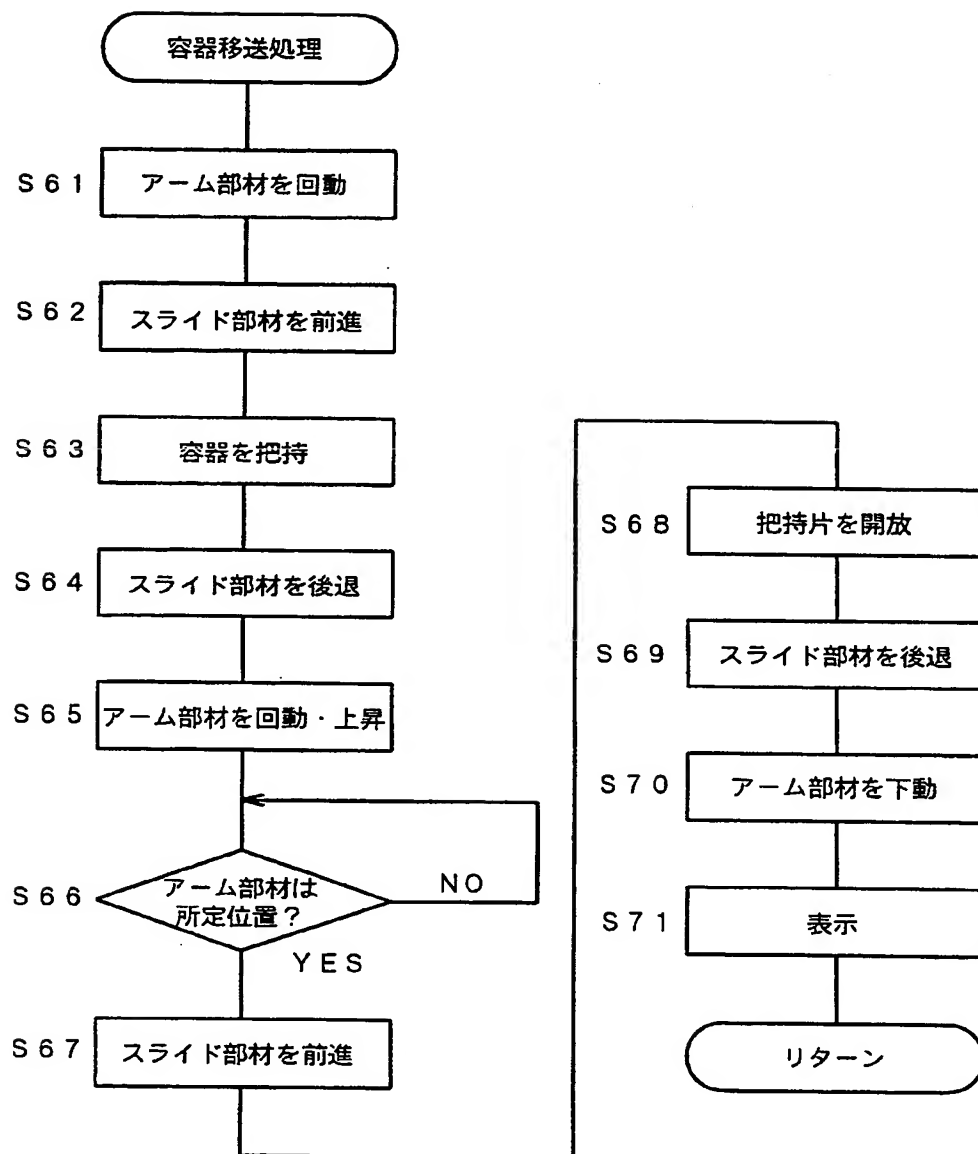 容器移送処理
S61
アーム部材を回動
S62
スライド部材を前進
S63
容器を把持
S64
スライド部材を後退
S65
アーム部材を回動・上昇
S66
アーム部材は
所定位置?
NO
YES
S67
スライド部材を前進
S68
把持片を開放
S69
スライド部材を後退
S70
アーム部材を下動
S71
表示
リターン